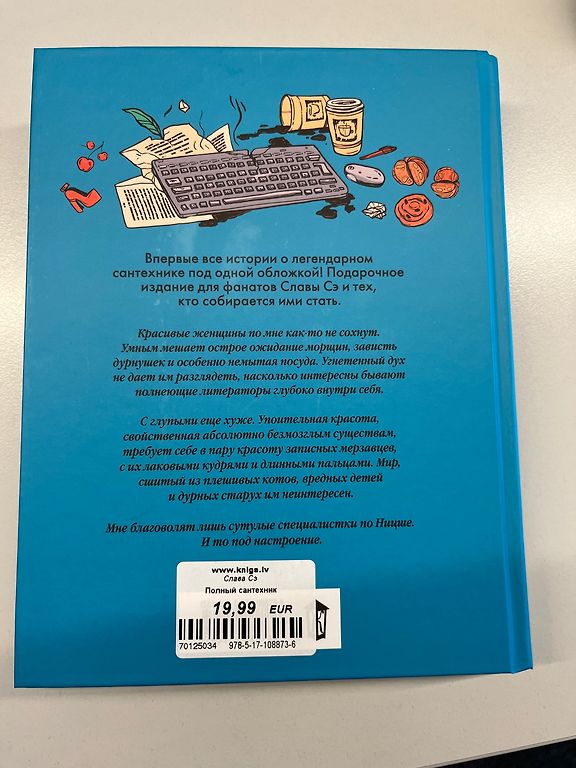 Впервые все истории о легендарном
сантехнике под одной обложкой! Подарочное
издание для фанатов Славы Сэ и тех,
кто собирается ими стать.
Красивые женщины по мне как-то не сохнут.
Умным мешает острое ожидание морщин, зависть
дурнушек и особенно немытая посуда. Угнетенный дух
не дает им разглядеть, насколько интересны бывают
полнеющие литераторы глубоко внутри себя.
С глупыми еще хуже. Упоительная красота,
свойственная абсолютно безмозглым существам,
требует себе в пару красоту записных мерзавцев,
с их лаковыми кудрями и длинными пальцами. Мир,
сшитый из плешивых котов, вредных детей
и дурных старух им неинтересен.
Мне благоволят лишь сутулые специалистки по Ницше.
И то под настроение.
www.kniga.lv
Слава Сэ
Полный сантехник
19,99 EUR
70125034 978-5-17-108873-6